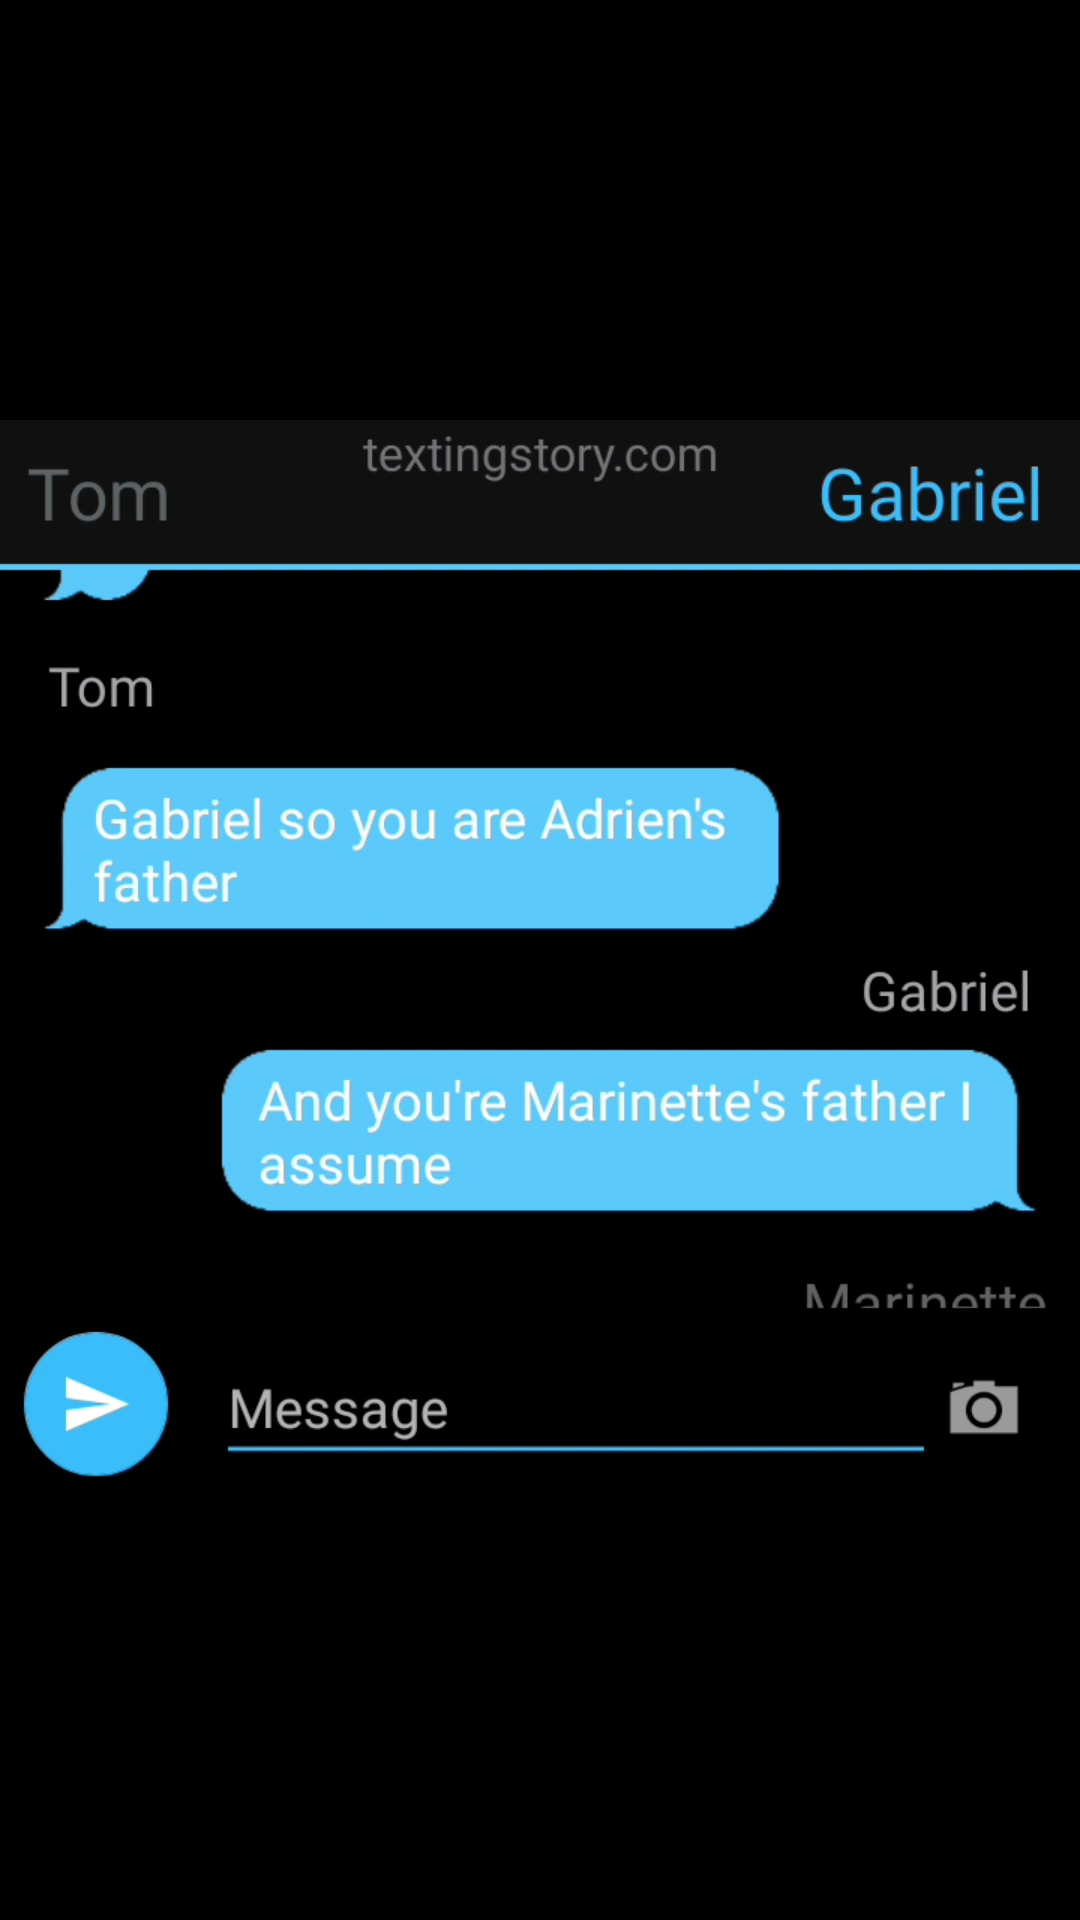 textingstory.com
Tom
Gabriel
Tom
Gabriel so you are Adrien's
father
Gabriel
And you're Marinette's father I
assume
Marinette
Message